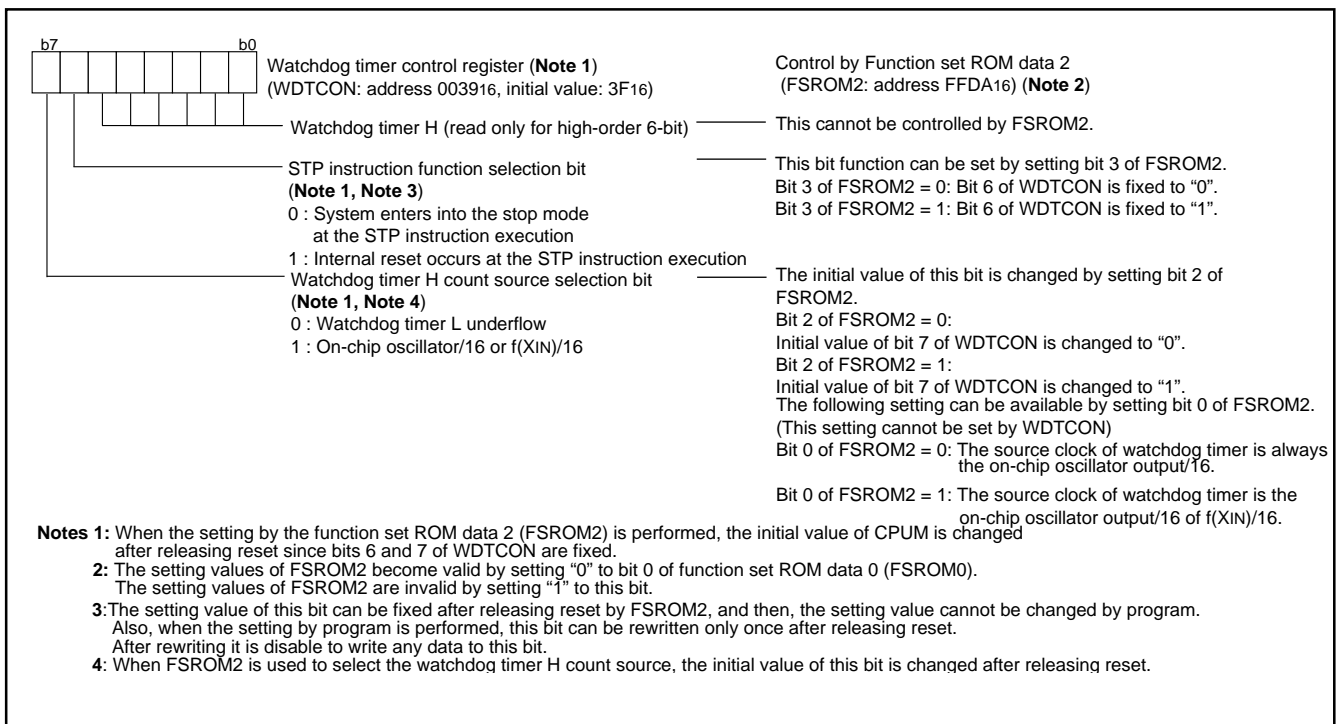 b7 b0
Watchdog timer control register (Note 1)
(WDTCON: address 003916, initial value: 3F16)
Control by Function set ROM data 2
(FSROM2: address FFDA16) (Note 2)
Watchdog timer H (read only for high-order 6-bit)
This cannot be controlled by FSROM2.
STP instruction function selection bit
(Note 1, Note 3)
0 : System enters into the stop mode
at the STP instruction execution
1 : Internal reset occurs at the STP instruction execution
This bit function can be set by setting bit 3 of FSROM2.
Bit 3 of FSROM2 = 0: Bit 6 of WDTCON is fixed to “0”.
Bit 3 of FSROM2 = 1: Bit 6 of WDTCON is fixed to “1”.
Watchdog timer H count source selection bit
(Note 1, Note 4)
0 : Watchdog timer L underflow
1 : On-chip oscillator/16 or f(XIN)/16
The initial value of this bit is changed by setting bit 2 of
FSROM2.
Bit 2 of FSROM2 = 0:
Initial value of bit 7 of WDTCON is changed to “0”.
Bit 2 of FSROM2 = 1:
Initial value of bit 7 of WDTCON is changed to “1”.
The following setting can be available by setting bit 0 of FSROM2.
(This setting cannot be set by WDTCON)
Bit 0 of FSROM2 = 0: The source clock of watchdog timer is always
the on-chip oscillator output/16.
Bit 0 of FSROM2 = 1: The source clock of watchdog timer is the
on-chip oscillator output/16 of f(XIN)/16.
Notes 1: When the setting by the function set ROM data 2 (FSROM2) is performed, the initial value of CPUM is changed
after releasing reset since bits 6 and 7 of WDTCON are fixed.
2: The setting values of FSROM2 become valid by setting “0” to bit 0 of function set ROM data 0 (FSROM0).
The setting values of FSROM2 are invalid by setting “1” to this bit.
3:The setting value of this bit can be fixed after releasing reset by FSROM2, and then, the setting value cannot be changed by program.
Also, when the setting by program is performed, this bit can be rewritten only once after releasing reset.
After rewriting it is disable to write any data to this bit.
4: When FSROM2 is used to select the watchdog timer H count source, the initial value of this bit is changed after releasing reset.